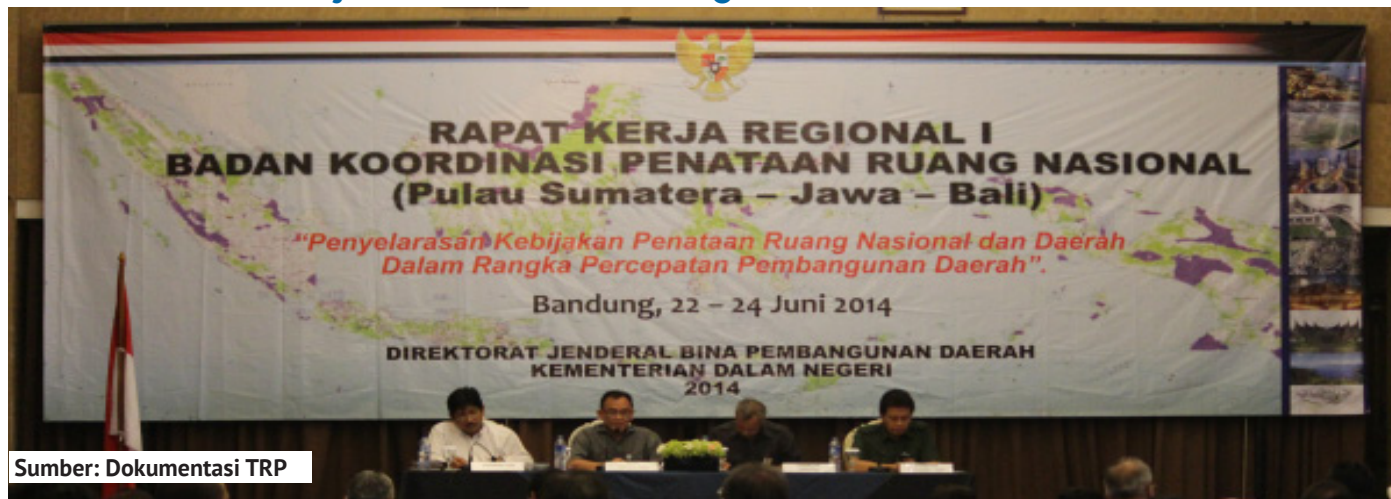 RAPAT KERJA REGIONAL I
BADAN KOORDINASI PENATAAN RUANG NASIONAL
(Pulau Sumatera – Jawa – Bali)
“Penyelarasan Kebijakan Penataan Ruang Nasional dan Daerah
Dalam Rangka Percepatan Pembangunan Daerah”.
Bandung, 22 – 24 Juni 2014
DIREKTORAT JENDERAL BINA PEMBANGUNAN DAERAH
KEMENTERIAN DALAM NEGERI
2014
Sumber: Dokumentasi TRP